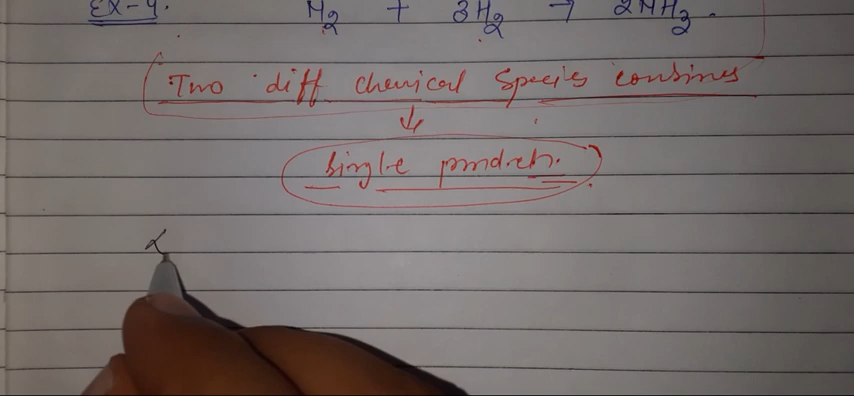 Ex-4. N2 + 3H2 → 2NH3.
Two diff chemical Species combines
↓
Single product.